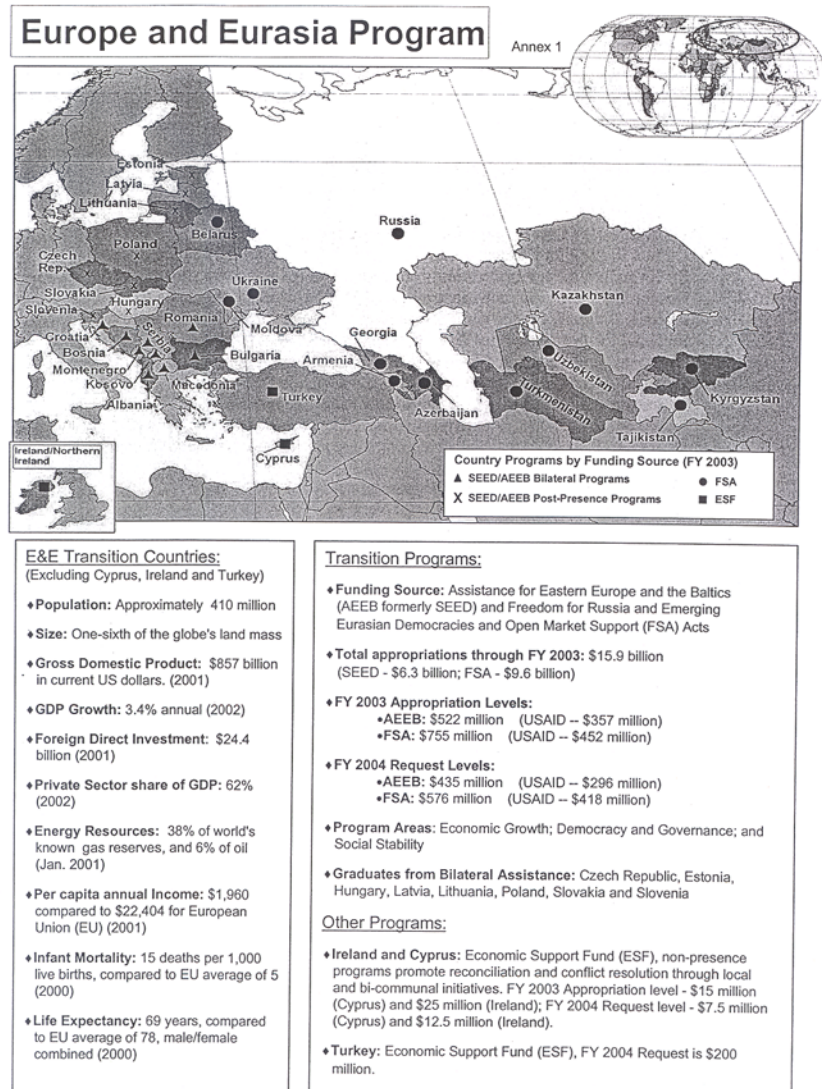 Europe and Eurasia Program
Annex 1
Estonia
Latvia
Lithuania
Belarus
Russia
Poland
Czech
Rep.
Ukraine
Slovakia
Kazakhstan
Slovenia
Hungary
Romania
Moldova
Georgia
Croatia
Serbia
Bosnia
Bulgaria
Armenia
Uzbekistan
Montenegro
Kosovo
Macedonia
Turkey
Turkmenistan
Kyrgyzstan
Albania
Azerbaijan
Tajikistan
Cyprus
Ireland/Northern
Ireland
Country Programs by Funding Source (FY 2003)
▲ SEED/AEEB Bilateral Programs
● FSA
X SEED/AEEB Post-Presence Programs
■ ESF
E&E Transition Countries:
(Excluding Cyprus, Ireland and Turkey)
♦Population: Approximately 410 million
♦Size: One-sixth of the globe's land mass
♦Gross Domestic Product: $857 billion
in current US dollars. (2001)
♦GDP Growth: 3.4% annual (2002)
♦Foreign Direct Investment: $24.4
billion (2001)
♦Private Sector share of GDP: 62%
(2002)
♦Energy Resources: 38% of world's
known gas reserves, and 6% of oil
(Jan. 2001)
♦Per capita annual Income: $1,960
compared to $22,404 for European
Union (EU) (2001)
♦Infant Mortality: 15 deaths per 1,000
live births, compared to EU average of 5
(2000)
♦Life Expectancy: 69 years, compared
to EU average of 78, male/female
combined (2000)
Transition Programs:
♦Funding Source: Assistance for Eastern Europe and the Baltics
(AEEB formerly SEED) and Freedom for Russia and Emerging
Eurasian Democracies and Open Market Support (FSA) Acts
♦Total appropriations through FY 2003: $15.9 billion
(SEED - $6.3 billion; FSA - $9.6 billion)
♦FY 2003 Appropriation Levels:
•AEEB: $522 million (USAID -- $357 million)
•FSA: $755 million (USAID -- $452 million)
♦FY 2004 Request Levels:
•AEEB: $435 million (USAID -- $296 million)
•FSA: $576 million (USAID -- $418 million)
♦Program Areas: Economic Growth; Democracy and Governance; and
Social Stability
♦Graduates from Bilateral Assistance: Czech Republic, Estonia,
Hungary, Latvia, Lithuania, Poland, Slovakia and Slovenia
Other Programs:
♦Ireland and Cyprus: Economic Support Fund (ESF), non-presence
programs promote reconciliation and conflict resolution through local
and bi-communal initiatives. FY 2003 Appropriation level - $15 million
(Cyprus) and $25 million (Ireland); FY 2004 Request level - $7.5 million
(Cyprus) and $12.5 million (Ireland).
♦Turkey: Economic Support Fund (ESF), FY 2004 Request is $200
million.